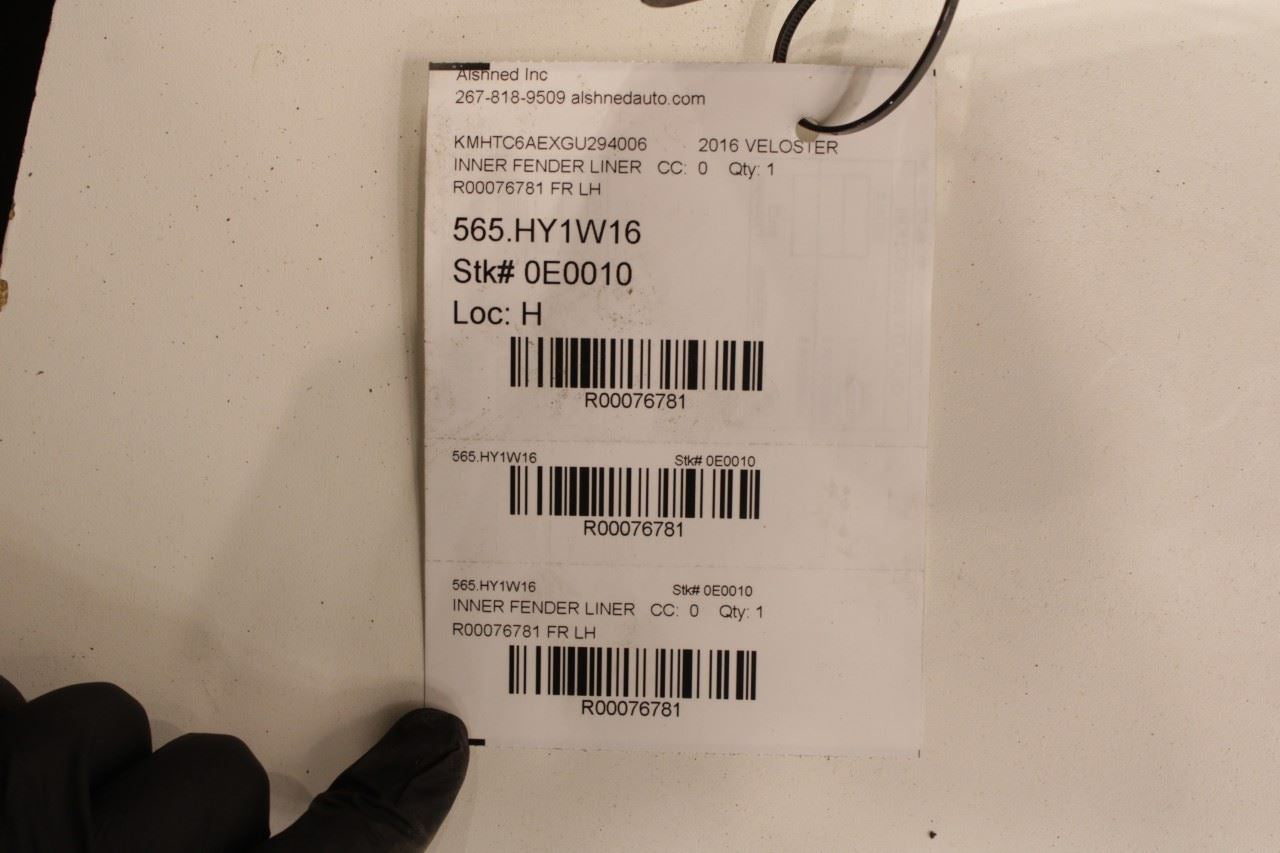 Alshned Inc
267-818-9509 alshnedauto.com
KMHTC6AEXGU294006 2016 VELOSTER
INNER FENDER LINER CC: 0 Qty: 1
R00076781 FR LH
565.HY1W16
Stk# 0E0010
Loc: H
R00076781
565.HY1W16 Stk# 0E0010
R00076781
565.HY1W16 Stk# 0E0010
INNER FENDER LINER CC: 0 Qty: 1
R00076781 FR LH
R00076781